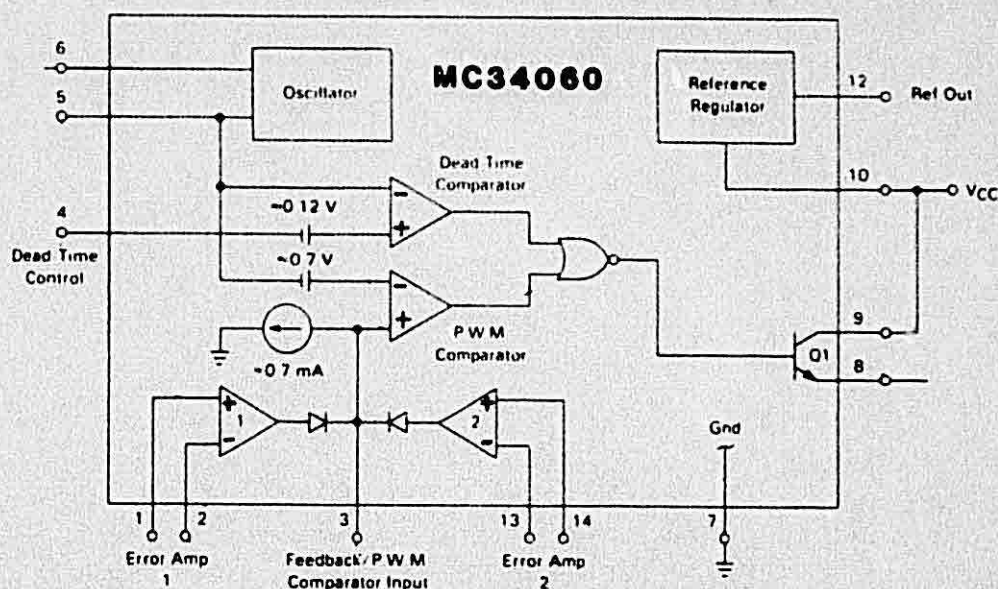 6
5
Oscillator
MC34060
Reference
Regulator
12
Ref Out
10
VCC
Dead Time
Comparator
4
Dead Time
Control
≈0.12 V
≈0.7 V
−
+
−
+
P.W.M.
Comparator
≈0.7 mA
9
Q1
8
+
1
−
+
2
−
Gnd
1
2
3
13
14
7
Error Amp
1
Feedback/P.W.M.
Comparator Input
Error Amp
2